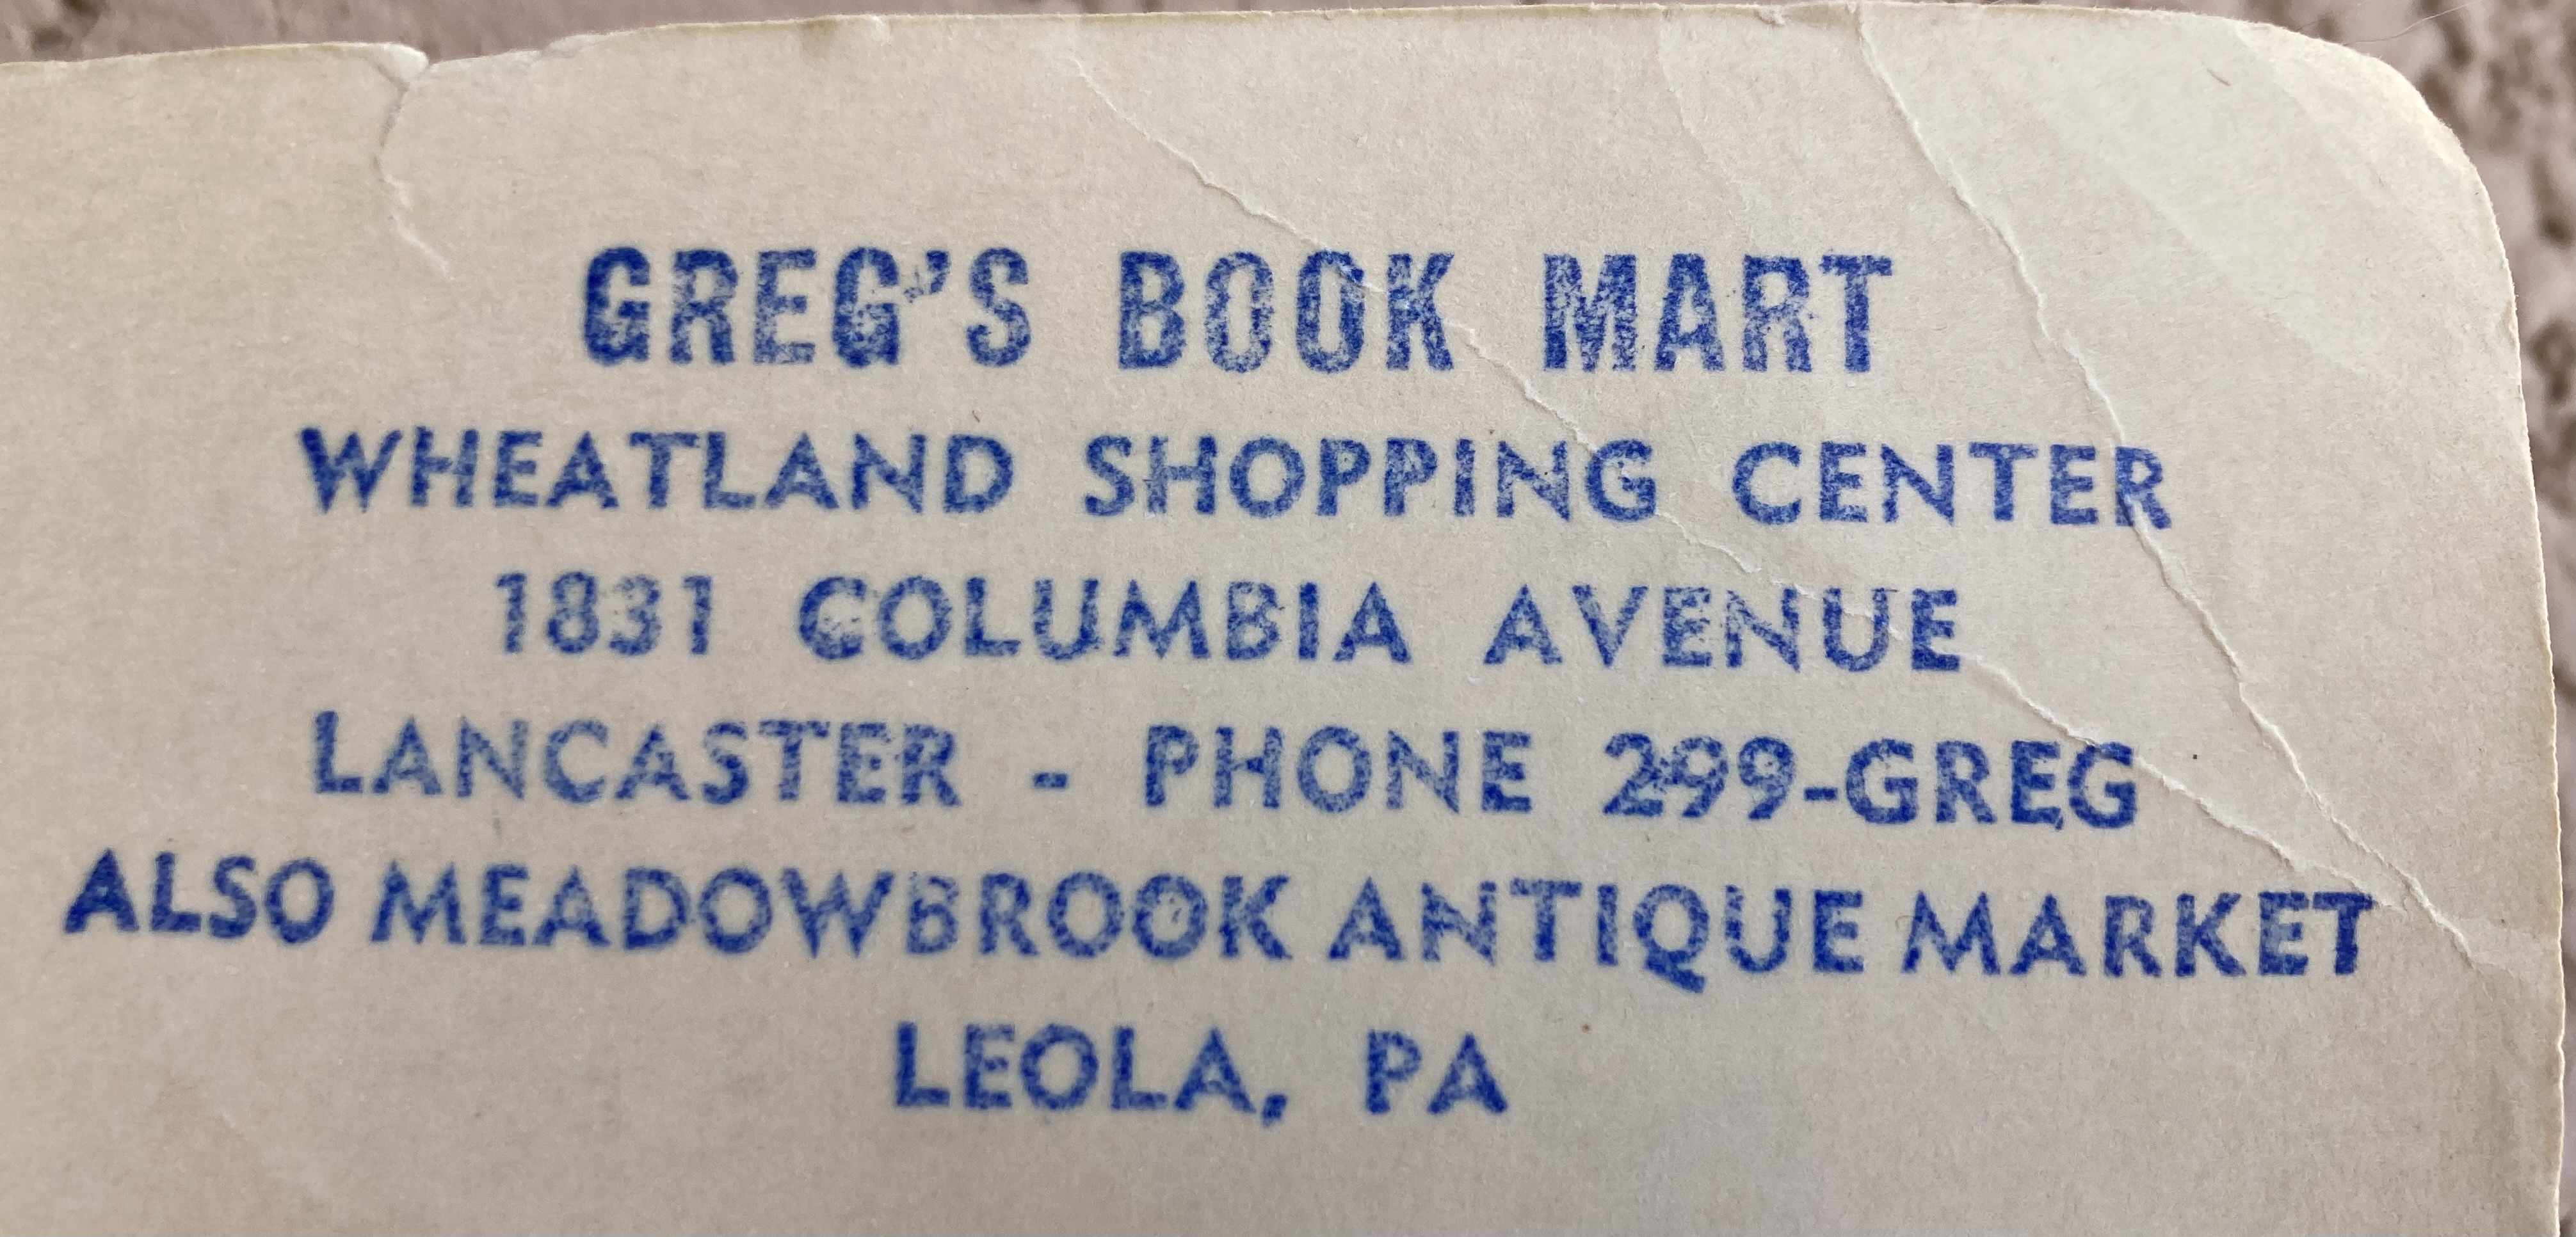 GREG'S BOOK MART
WHEATLAND SHOPPING CENTER
1831 COLUMBIA AVENUE
LANCASTER - PHONE 299-GREG
ALSO MEADOWBROOK ANTIQUE MARKET
LEOLA, PA